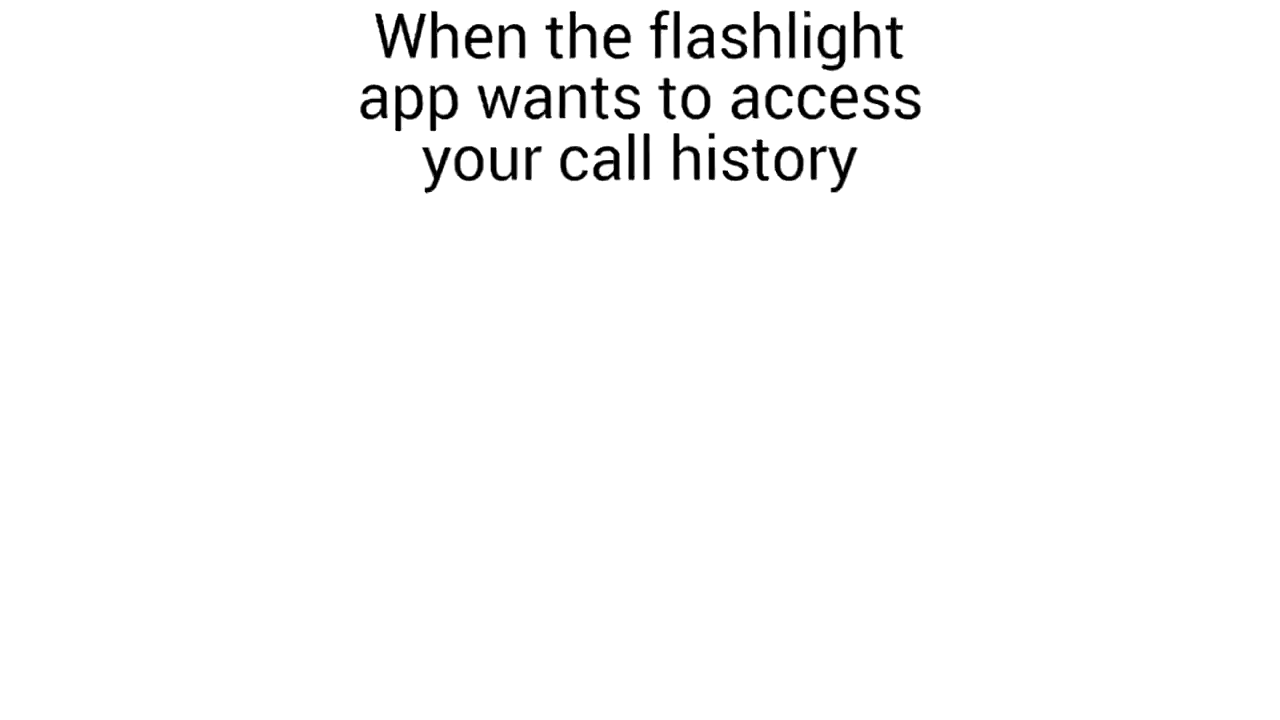 When the flashlight
app wants to access
your call history